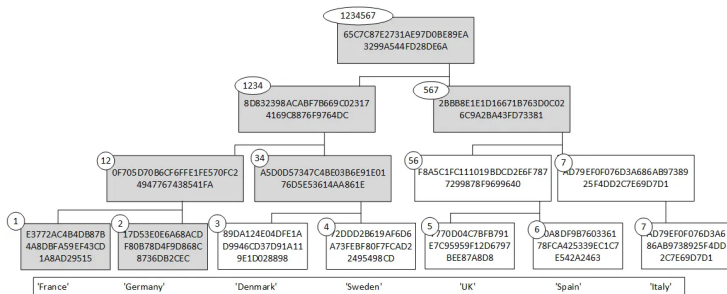 1234567
65C7C87E2731AE97D0BE89EA
3299A544FD28DE6A
1234
8D832398ACABF7B669C02317
4169C8876F9764DC
567
2BBB8E1E1D16671B763D0C02
6C9A2BA43FD73381
12
0F705D70B6CF6FFE1FE570FC2
4947767438541FA
34
A5D0D57347C4BE03B6E91E01
76D5E53614AA861E
56
F8A5C1FC111019BDCD2E6F787
7299878F9699640
7
AD79EF0F076D3A686AB97389
25F4DD2C7E69D7D1
1
E3772AC4B4DB87B
4A8DBFA59EF43CD
1A8AD29515
2
17D53E0E6A68ACD
F80B78D4F9D868C
8736DB2CEC
3
89DA124E04DFE1A
D9946CD37D91A11
9E1D028898
4
72DDD2B619AF6D6
A73FEBF80F7FCAD2
2495498CD
5
F770D04C7BFB791
E7C95959F12D6797
BEE87A8D8
6
0A8DF9B7603361
78FCA425339EC1C7
E542A2463
7
AD79EF0F076D3A6
86AB9738925F4DD
2C7E69D7D1
'France' 'Germany' 'Denmark' 'Sweden' 'UK' 'Spain' 'Italy'